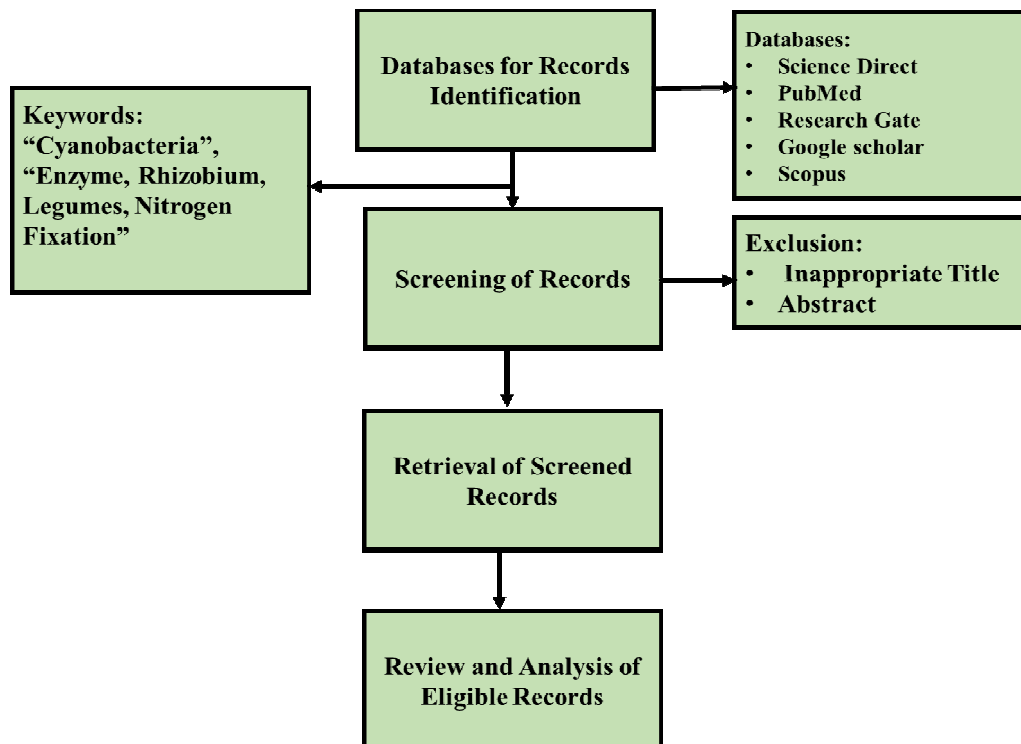 Databases for Records
Identification
Databases:
• Science Direct
• PubMed
• Research Gate
• Google scholar
• Scopus
Keywords:
“Cyanobacteria”,
“Enzyme, Rhizobium,
Legumes, Nitrogen
Fixation”
Screening of Records
Exclusion:
• Inappropriate Title
• Abstract
Retrieval of Screened
Records
Review and Analysis of
Eligible Records